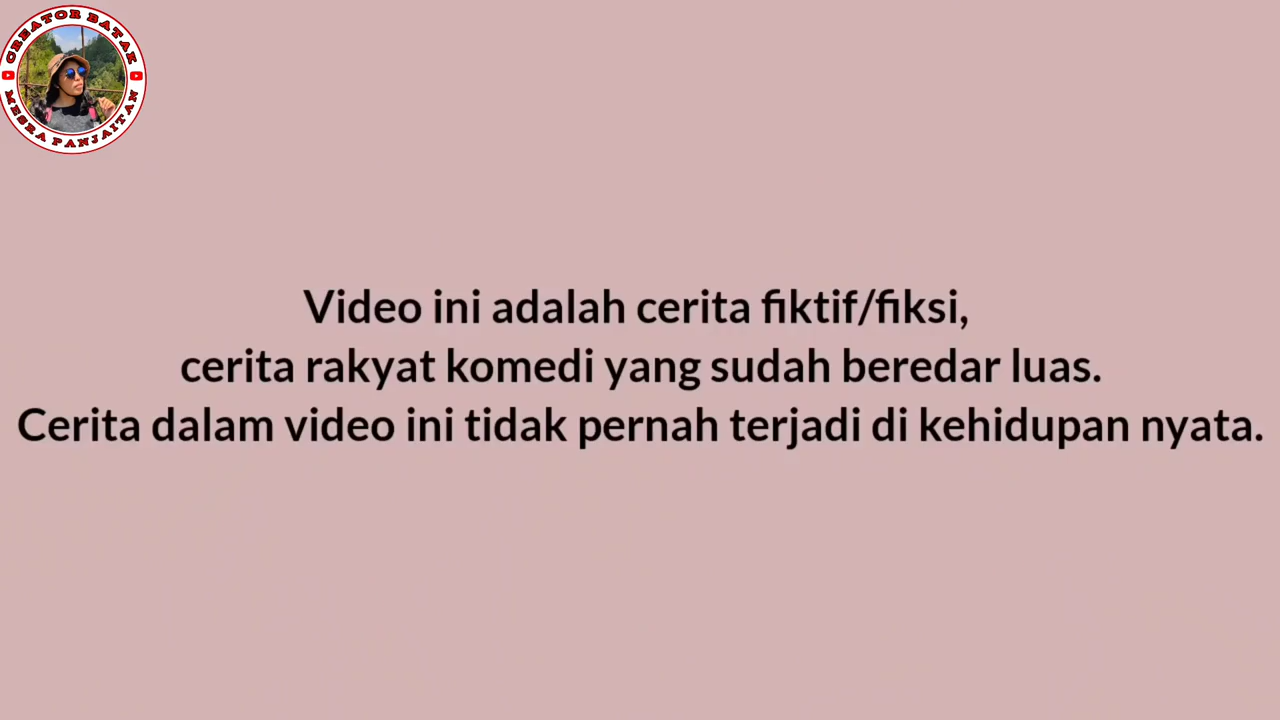 CREATOR BATAK
MESRA PANJAITAN
Video ini adalah cerita fiktif/fiksi,
cerita rakyat komedi yang sudah beredar luas.
Cerita dalam video ini tidak pernah terjadi di kehidupan nyata.